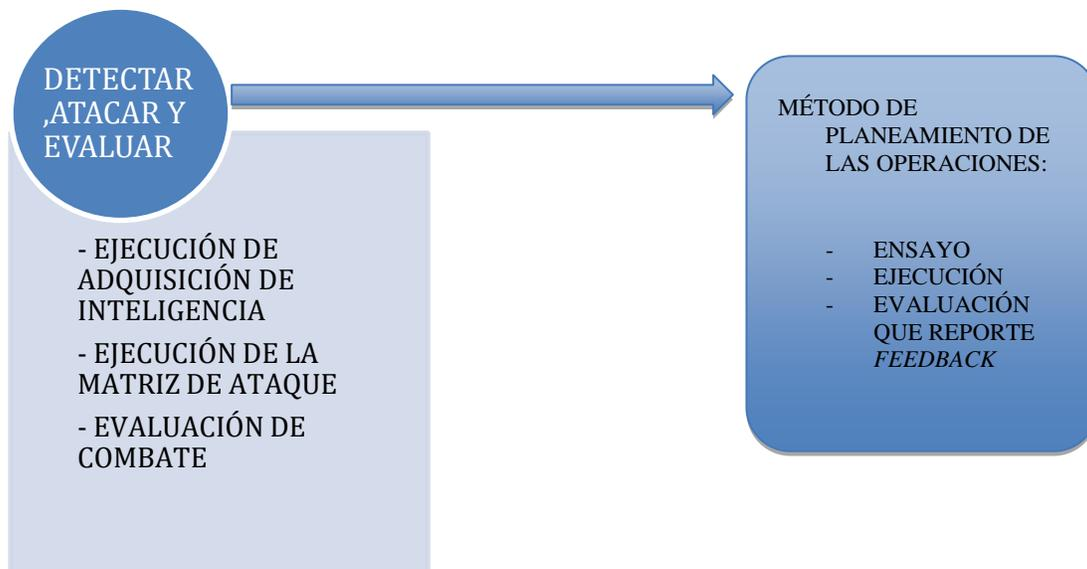 DETECTAR
,ATACAR Y
EVALUAR
- EJECUCIÓN DE
ADQUISICIÓN DE
INTELIGENCIA
- EJECUCIÓN DE LA
MATRIZ DE ATAQUE
- EVALUACIÓN DE
COMBATE
MÉTODO DE
PLANEAMIENTO DE
LAS OPERACIONES:
- ENSAYO
- EJECUCIÓN
- EVALUACIÓN
QUE REPORTE
FEEDBACK